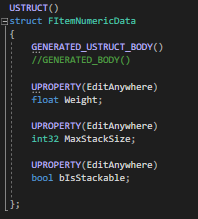 USTRUCT()
struct FItemNumericData
{
GENERATED_USTRUCT_BODY()
//GENERATED_BODY()
UPROPERTY(EditAnywhere)
float Weight;
UPROPERTY(EditAnywhere)
int32 MaxStackSize;
UPROPERTY(EditAnywhere)
bool bIsStackable;
};